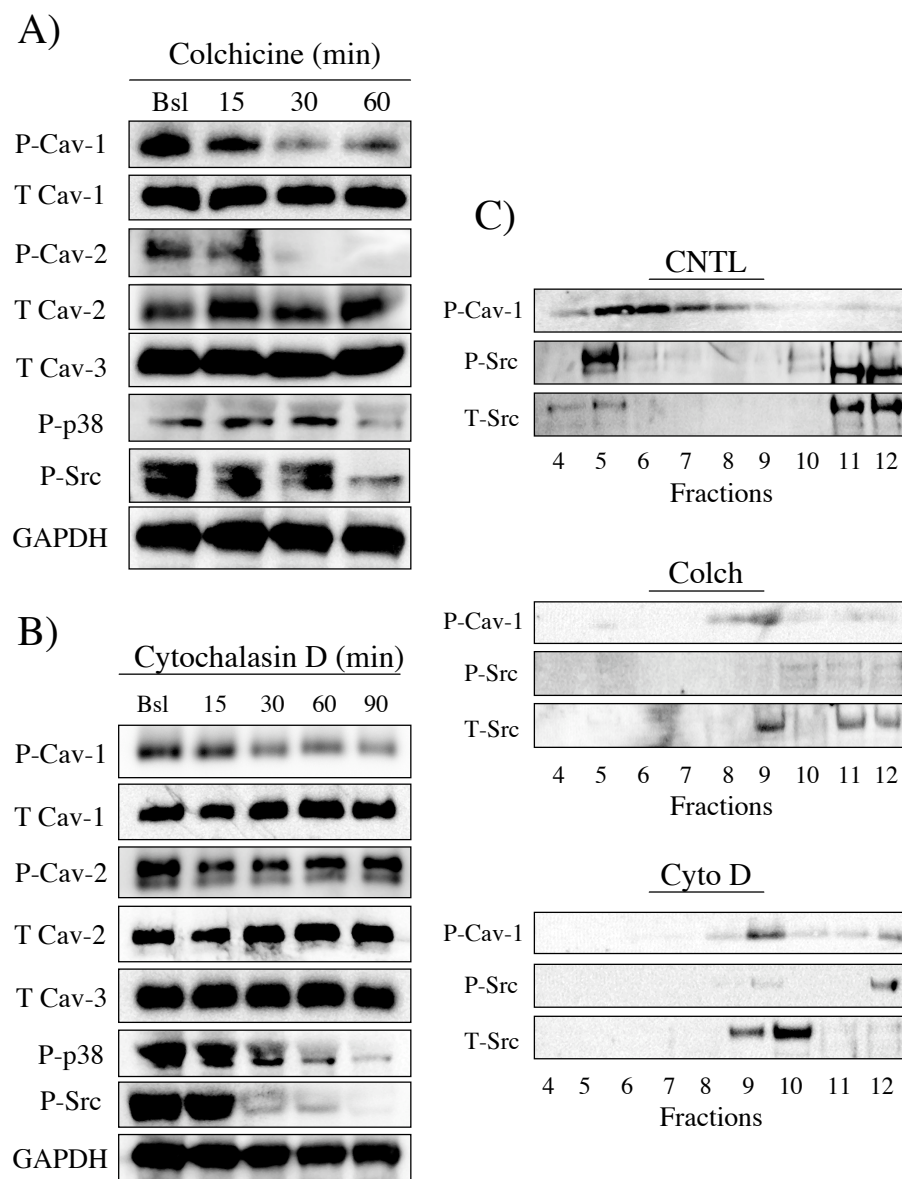 A)
Colchicine (min)
Bsl 15 30 60
P-Cav-1
T Cav-1
P-Cav-2
T Cav-2
T Cav-3
P-p38
P-Src
GAPDH
B)
Cytochalasin D (min)
Bsl 15 30 60 90
P-Cav-1
T Cav-1
P-Cav-2
T Cav-2
T Cav-3
P-p38
P-Src
GAPDH
C)
CNTL
P-Cav-1
P-Src
T-Src
4 5 6 7 8 9 10 11 12
Fractions
Colch
P-Cav-1
P-Src
T-Src
4 5 6 7 8 9 10 11 12
Fractions
Cyto D
P-Cav-1
P-Src
T-Src
4 5 6 7 8 9 10 11 12
Fractions